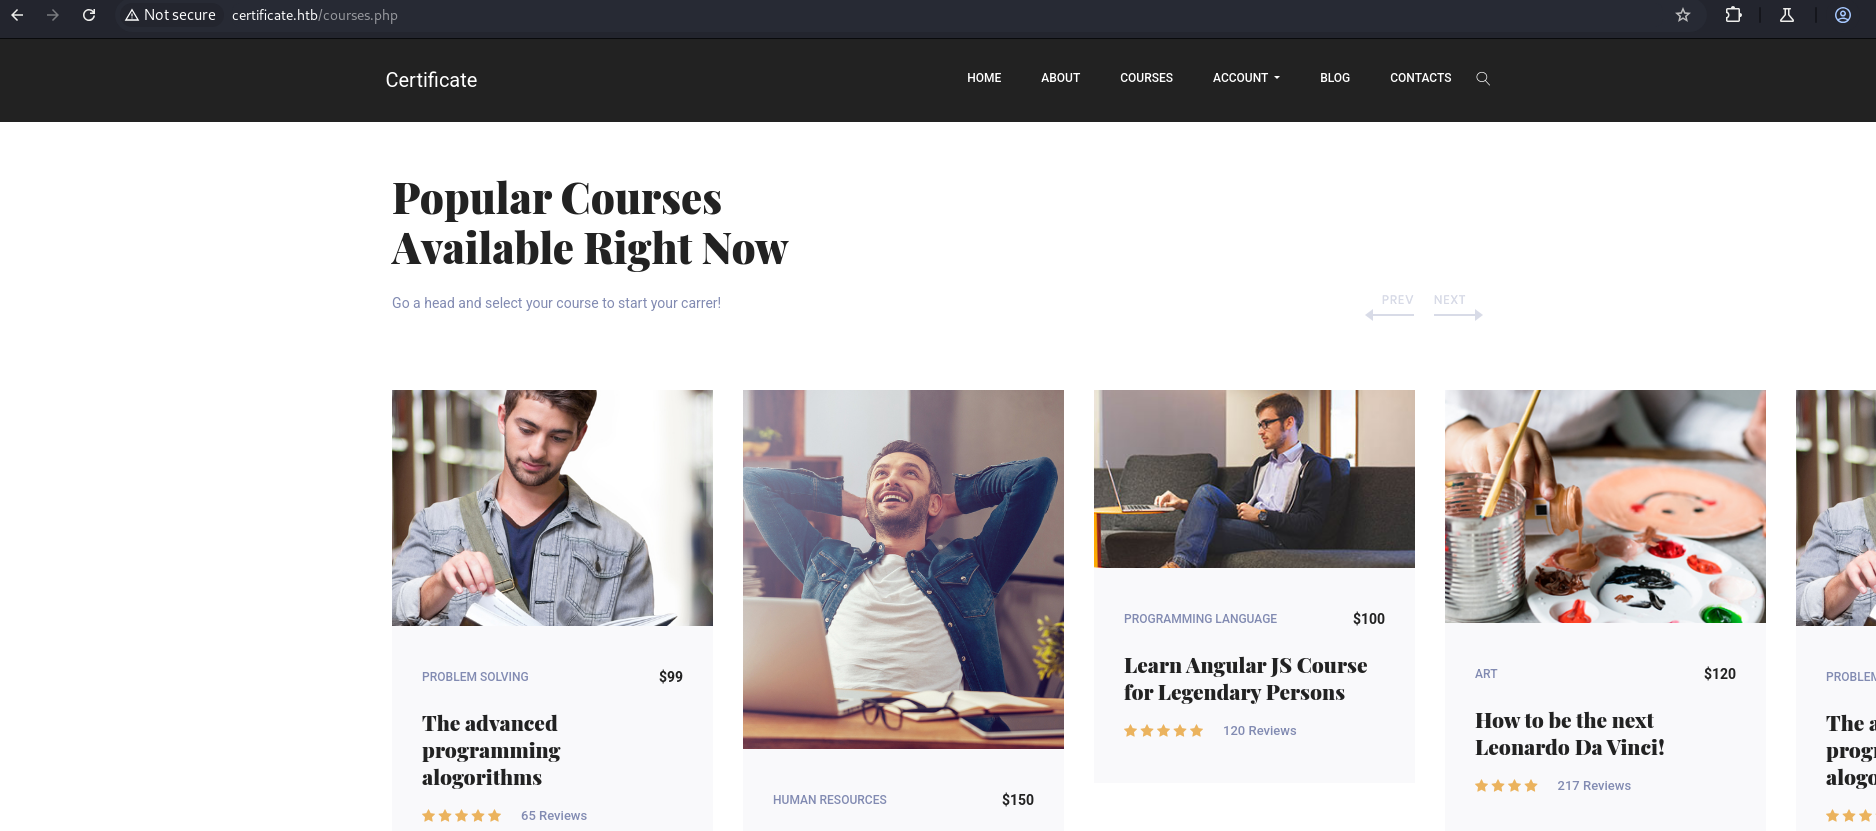 Not secure certificate.htb/courses.php
Certificate
HOME ABOUT COURSES ACCOUNT BLOG CONTACTS
Popular Courses
Available Right Now
Go a head and select your course to start your carrer!
PREV NEXT
PROBLEM SOLVING $99
The advanced
programming
alogorithms
65 Reviews
HUMAN RESOURCES $150
PROGRAMMING LANGUAGE $100
Learn Angular JS Course
for Legendary Persons
120 Reviews
ART $120
How to be the next
Leonardo Da Vinci!
217 Reviews
PROBLEM
The a
progr
alogo